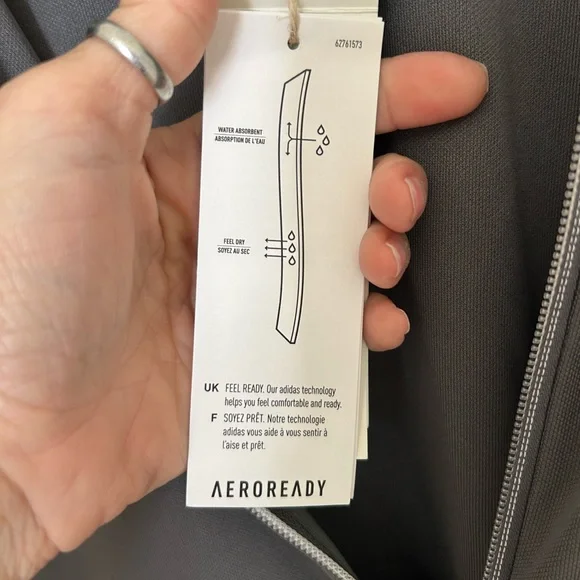 62761573
WATER ABSORBENT
ABSORPTION DE L'EAU
FEEL DRY
SOYEZ AU SEC
UK FEEL READY. Our adidas technology
helps you feel comfortable and ready.
F SOYEZ PRÊT. Notre technologie
adidas vous aide à vous sentir à
l'aise et prêt.
AEROREADY